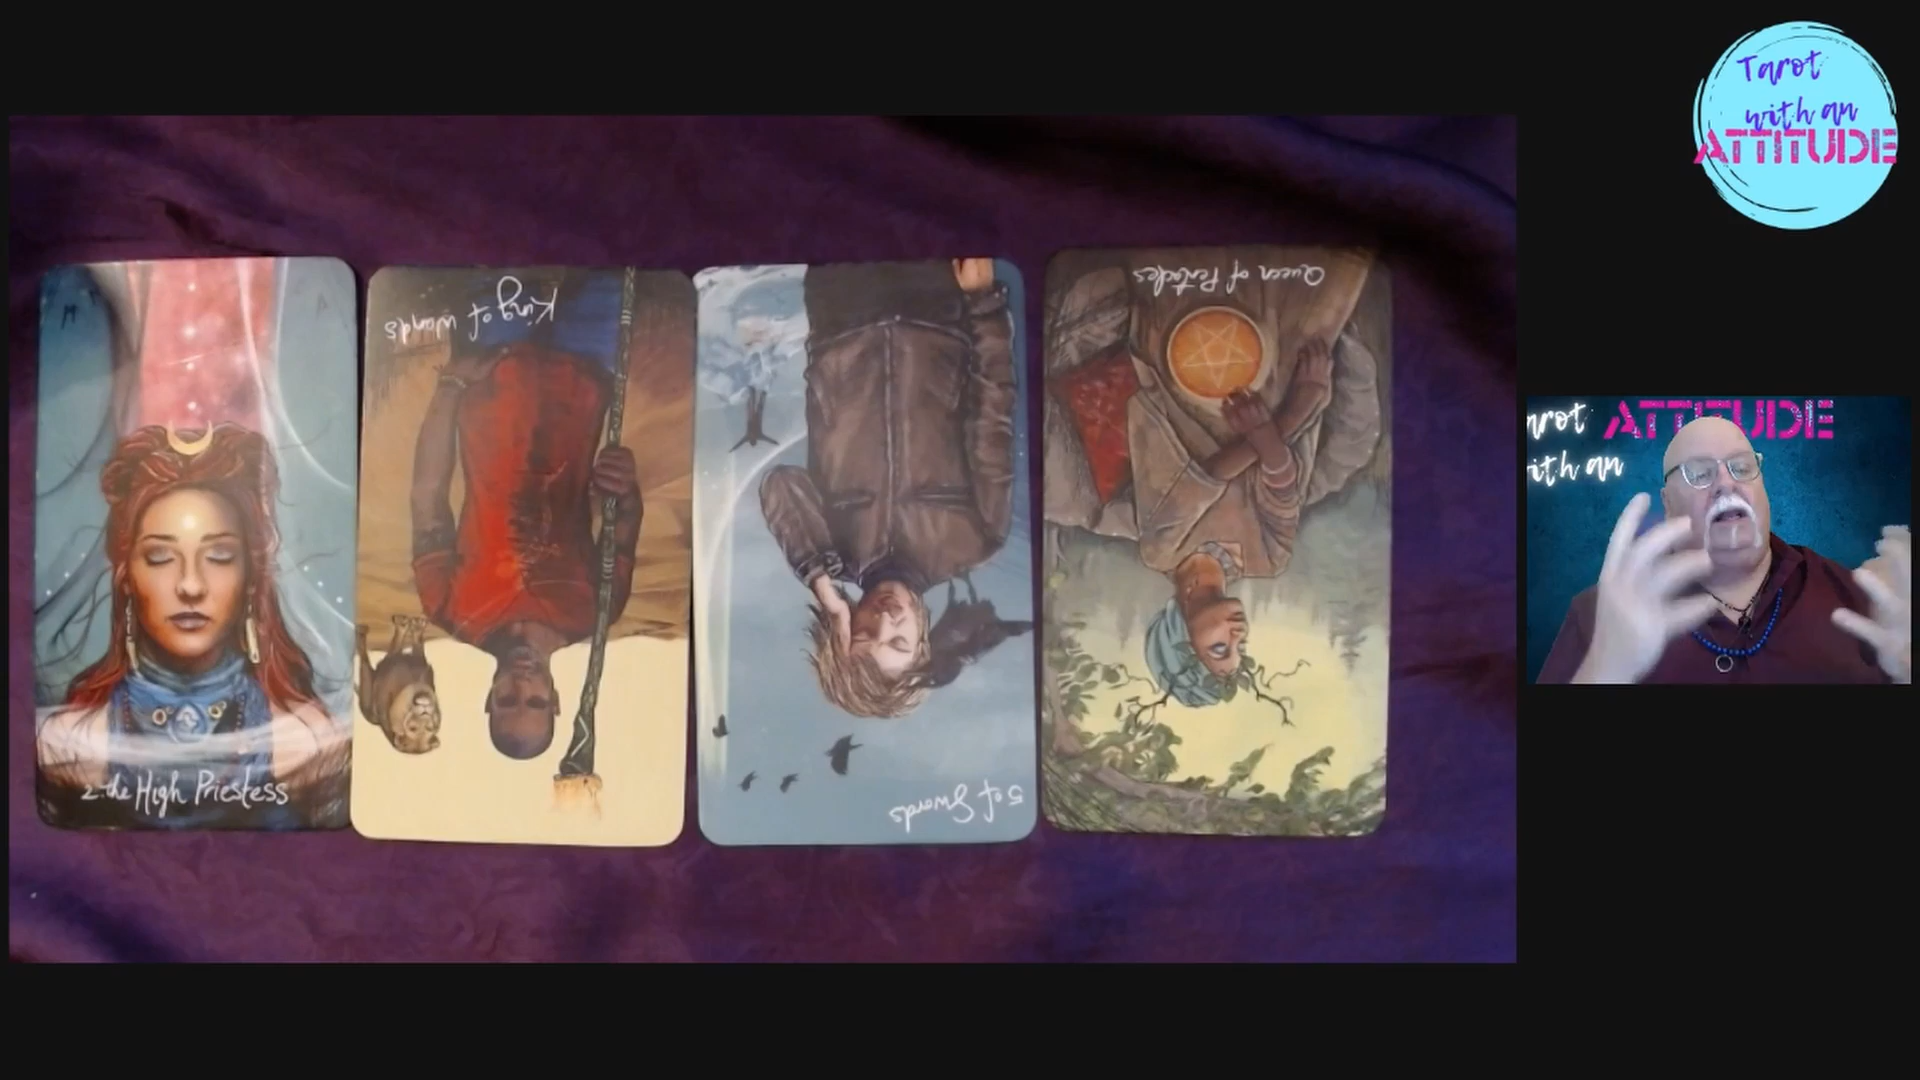 Tarot
with an
ATTITUDE
2. the High Priestess
King of wands
5 of Swords
Queen of Pentacles
arot ATTITUDE
ith an